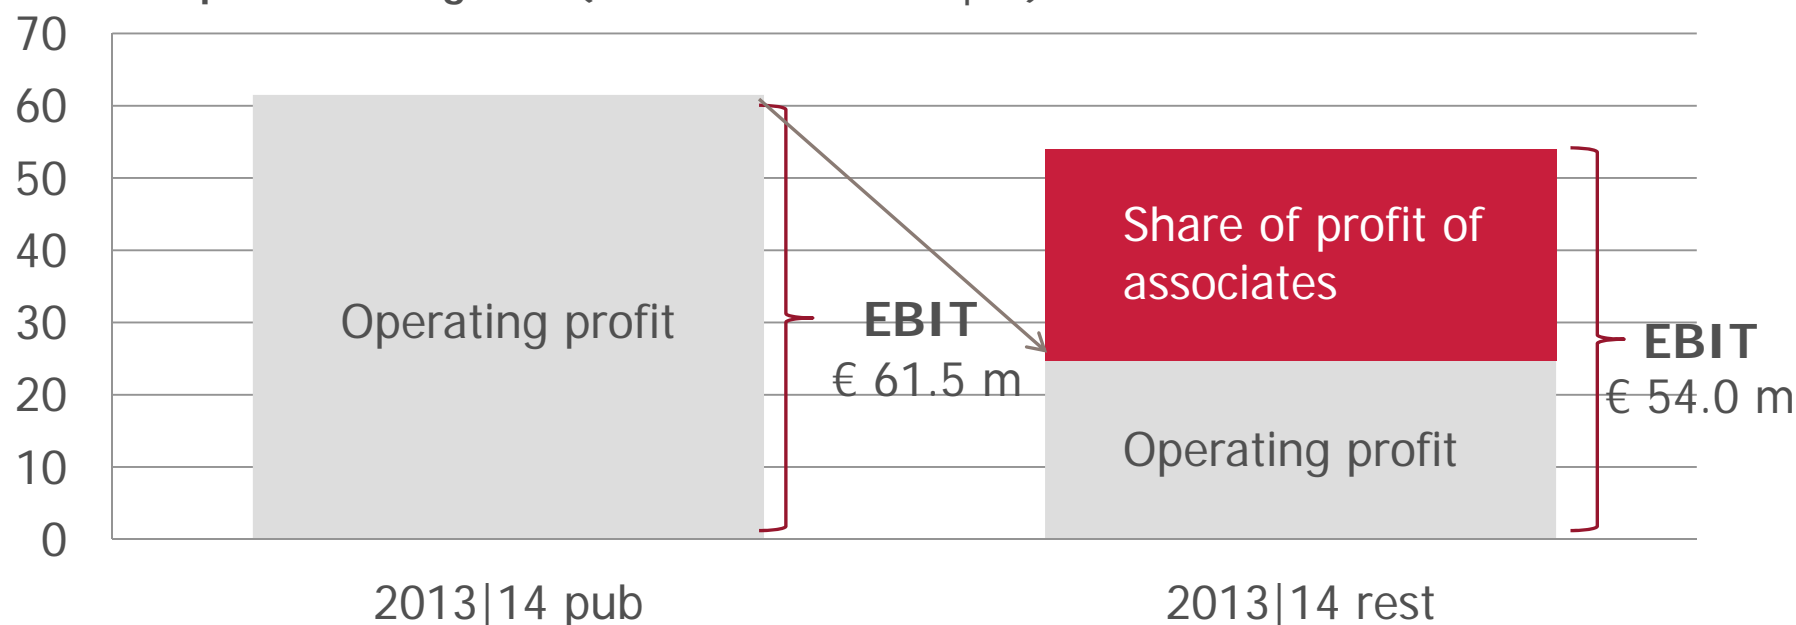 70
60
50
40
30
20
10
0
Operating profit
EBIT
€ 61.5 m
Share of profit of
associates
Operating profit
EBIT
€ 54.0 m
2013|14 pub
2013|14 rest